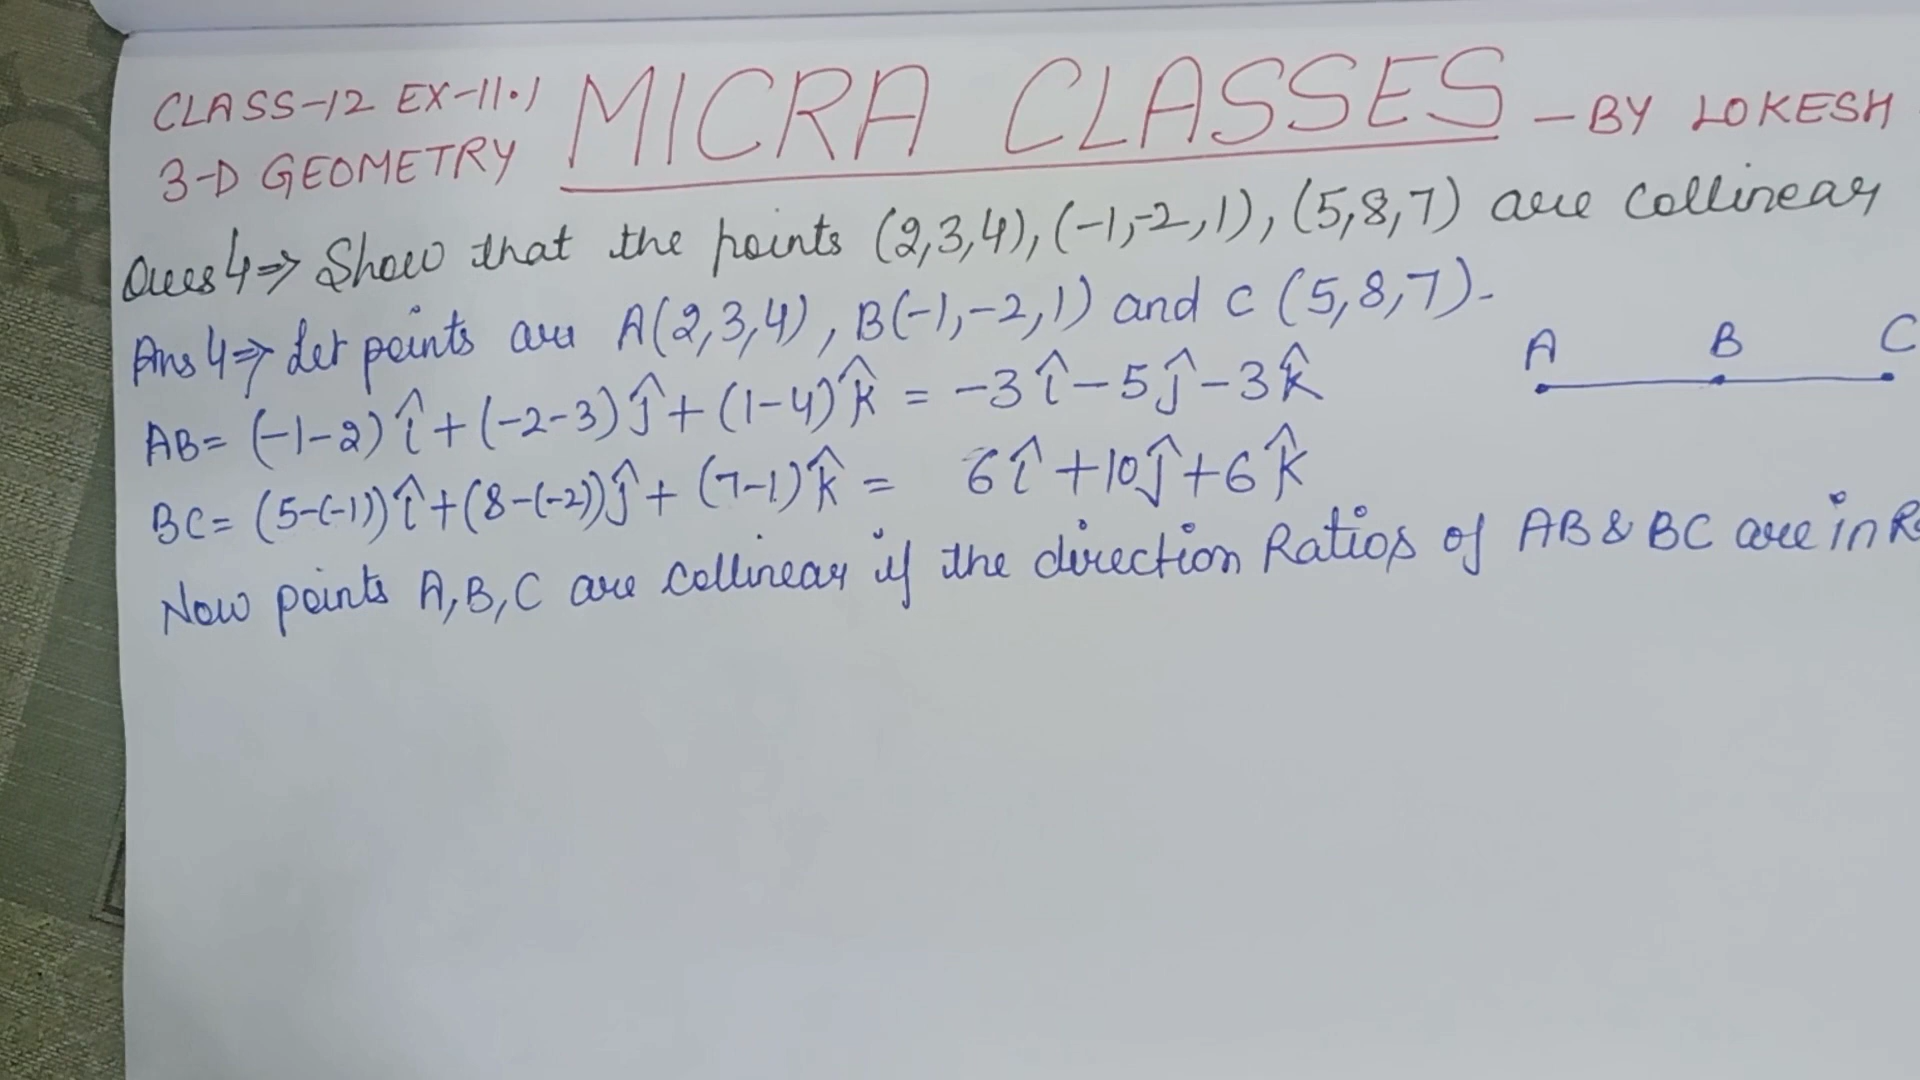 CLASS-12 EX-11.1
3-D GEOMETRY
MICRA CLASSES - BY LOKESH
Ques 4⇒ Show that the points (2,3,4), (-1,-2,1), (5,8,7) are collinear
Ans 4⇒ Let points are A(2,3,4), B(-1,-2,1) and C (5,8,7).
A B C
AB= (-1-2)î+(-2-3)ĵ+(1-4)k̂ = -3î-5ĵ-3k̂
BC= (5-(-1))î+(8-(-2))ĵ+(7-1)k̂ = 6î+10ĵ+6k̂
Now points A,B,C are collinear if the direction Ratios of AB & BC are in